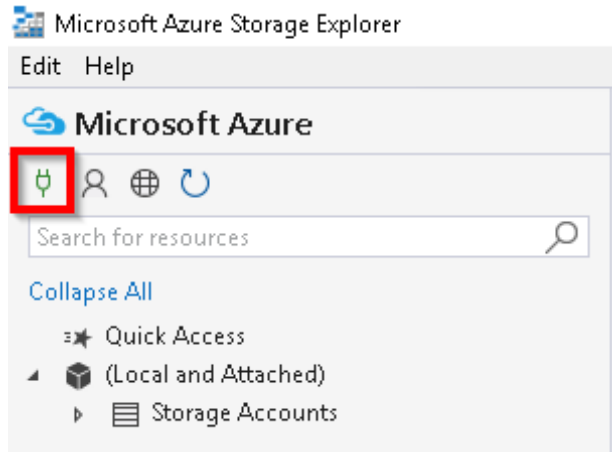 Microsoft Azure Storage Explorer
Edit Help
Microsoft Azure
Search for resources
Collapse All
Quick Access
(Local and Attached)
Storage Accounts